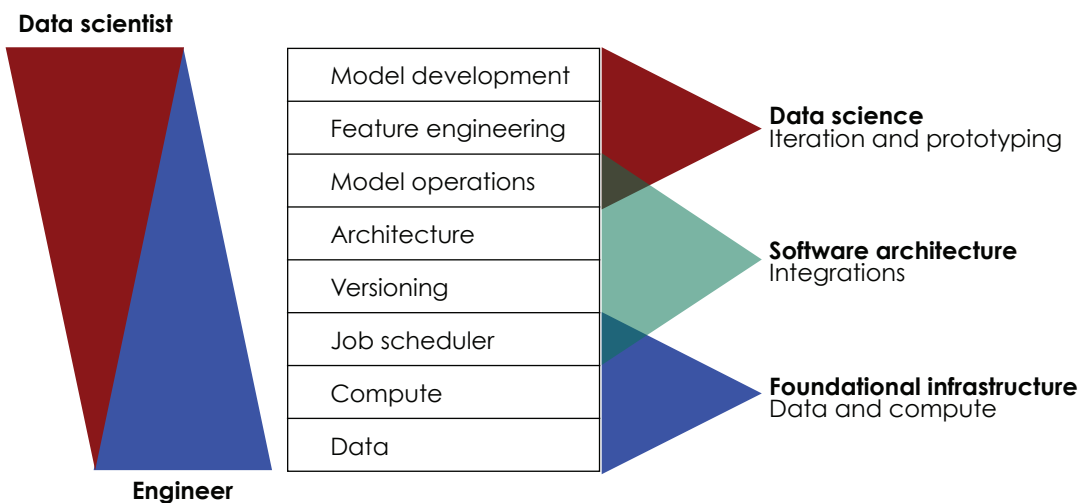 Data scientist
Model development
Feature engineering
Model operations
Architecture
Versioning
Job scheduler
Compute
Data
Data science
Iteration and prototyping
Software architecture
Integrations
Foundational infrastructure
Data and compute
Engineer